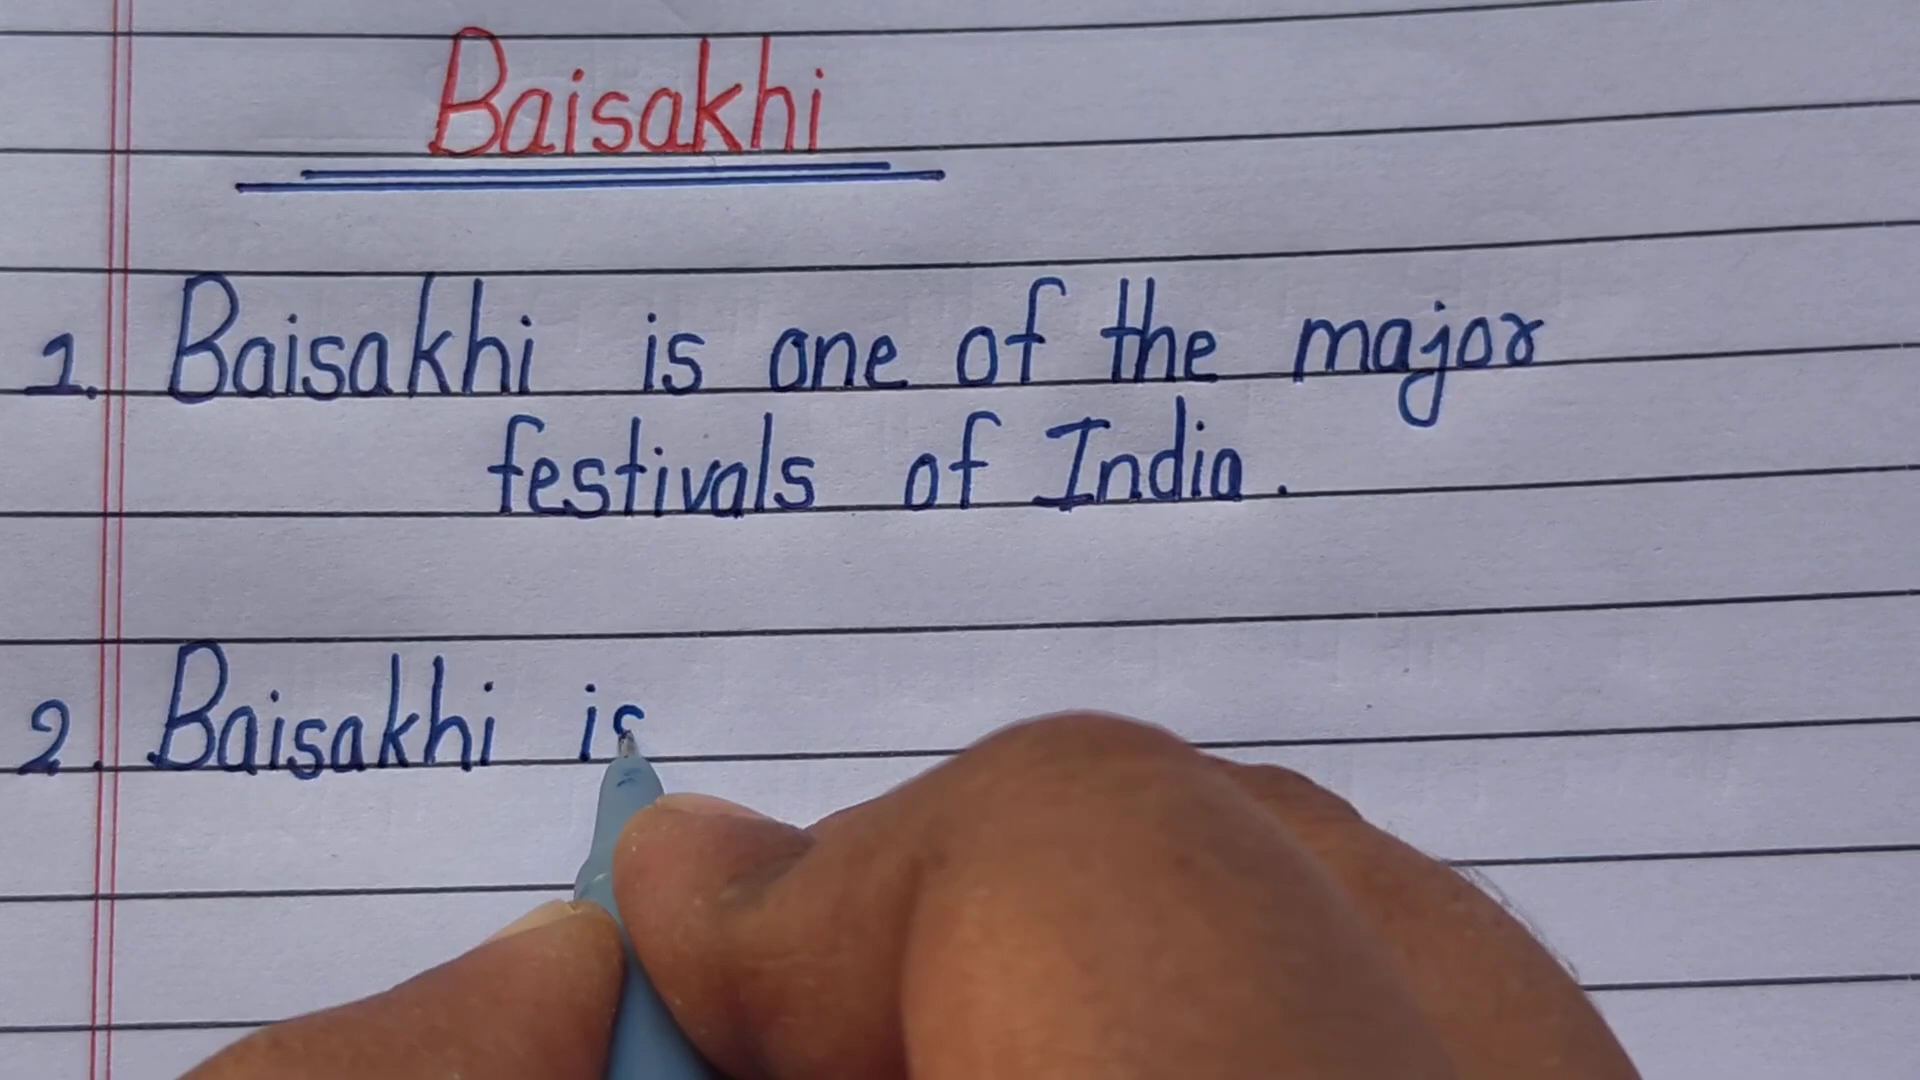 Baisakhi
1. Baisakhi is one of the major
festivals of India.
2. Baisakhi is